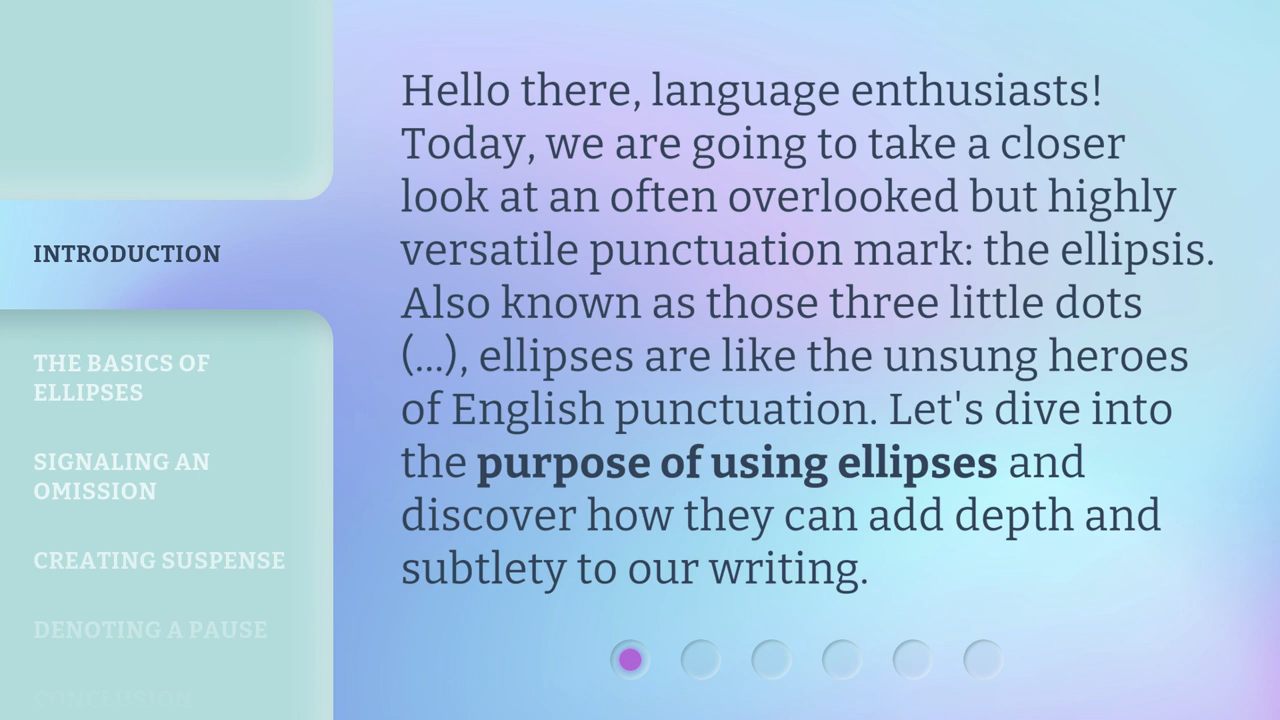 INTRODUCTION
THE BASICS OF
ELLIPSES
SIGNALING AN
OMISSION
CREATING SUSPENSE
DENOTING A PAUSE
CONCLUSION
Hello there, language enthusiasts!
Today, we are going to take a closer
look at an often overlooked but highly
versatile punctuation mark: the ellipsis.
Also known as those three little dots
(...), ellipses are like the unsung heroes
of English punctuation. Let's dive into
the purpose of using ellipses and
discover how they can add depth and
subtlety to our writing.